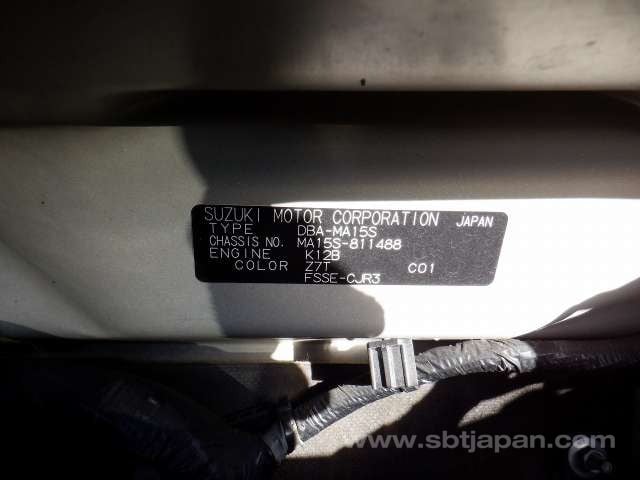 SUZUKI MOTOR CORPORATION JAPAN
TYPE DBA-MA15S
CHASSIS NO. MA15S-811488
ENGINE K12B
COLOR Z7T C01
FSSE-CJR3
www.sbtjapan.com